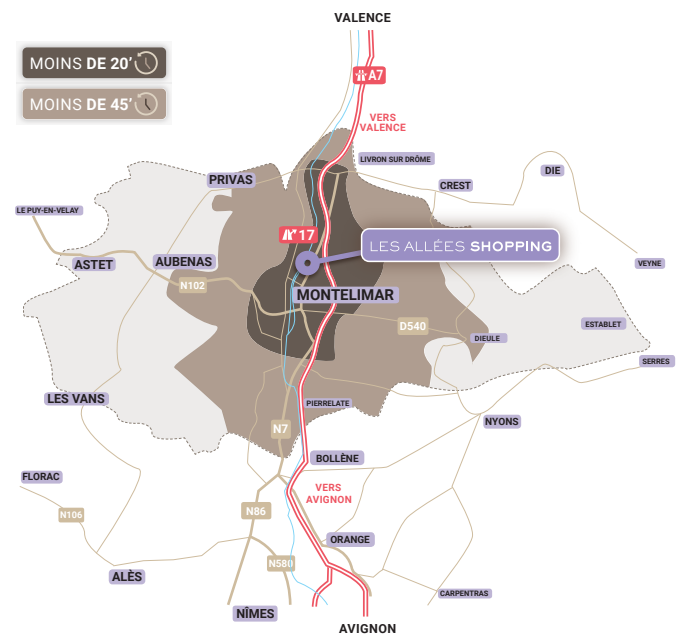 VALENCE
MOINS DE 20'
A7
MOINS DE 45'
VERS
VALENCE
LIVRON SUR DRÔME
DIE
PRIVAS
CREST
LE PUY-EN-VELAY
17
LES ALLÉES SHOPPING
ASTET
AUBENAS
VEYNE
N102
MONTELIMAR
D540
ESTABLET
DIEULE
SERRES
LES VANS
PIERRELATE
NYONS
N7
BOLLÈNE
FLORAC
VERS
AVIGNON
N106
N86
ORANGE
N580
ALÈS
CARPENTRAS
NÎMES
AVIGNON